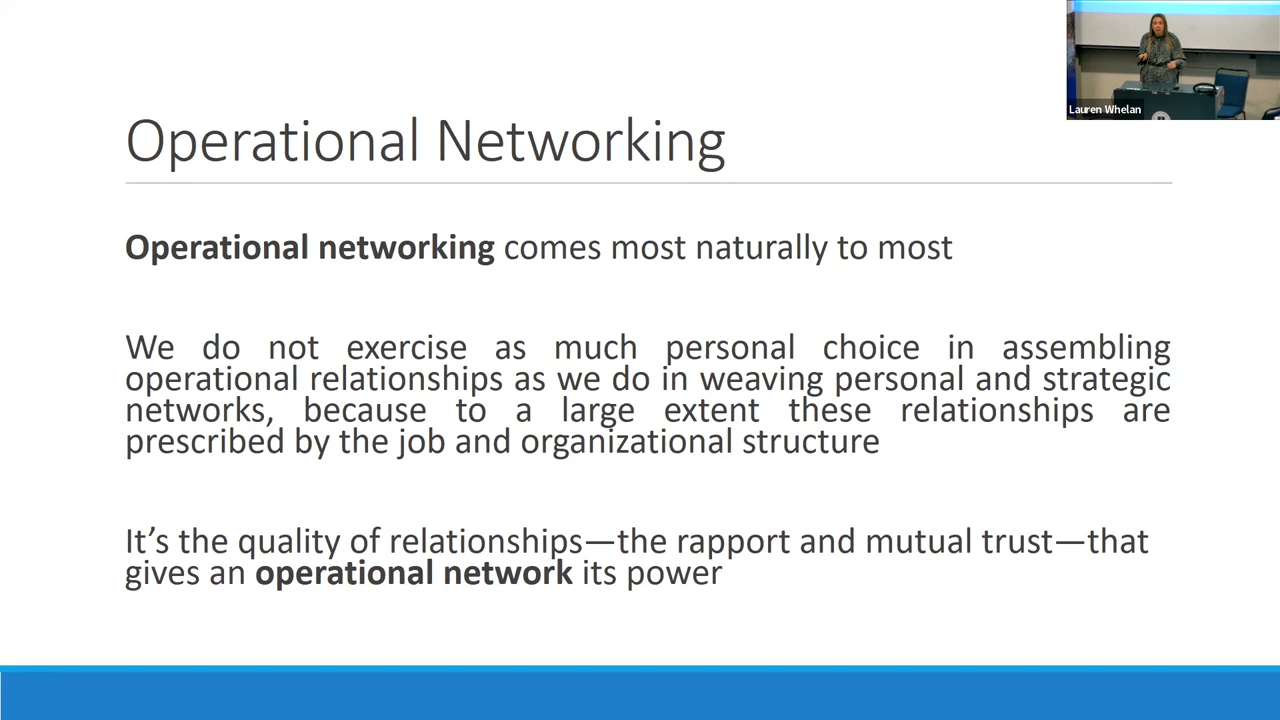 Lauren Whelan
Operational Networking
Operational networking comes most naturally to most
We do not exercise as much personal choice in assembling
operational relationships as we do in weaving personal and strategic
networks, because to a large extent these relationships are
prescribed by the job and organizational structure
It’s the quality of relationships—the rapport and mutual trust—that
gives an operational network its power